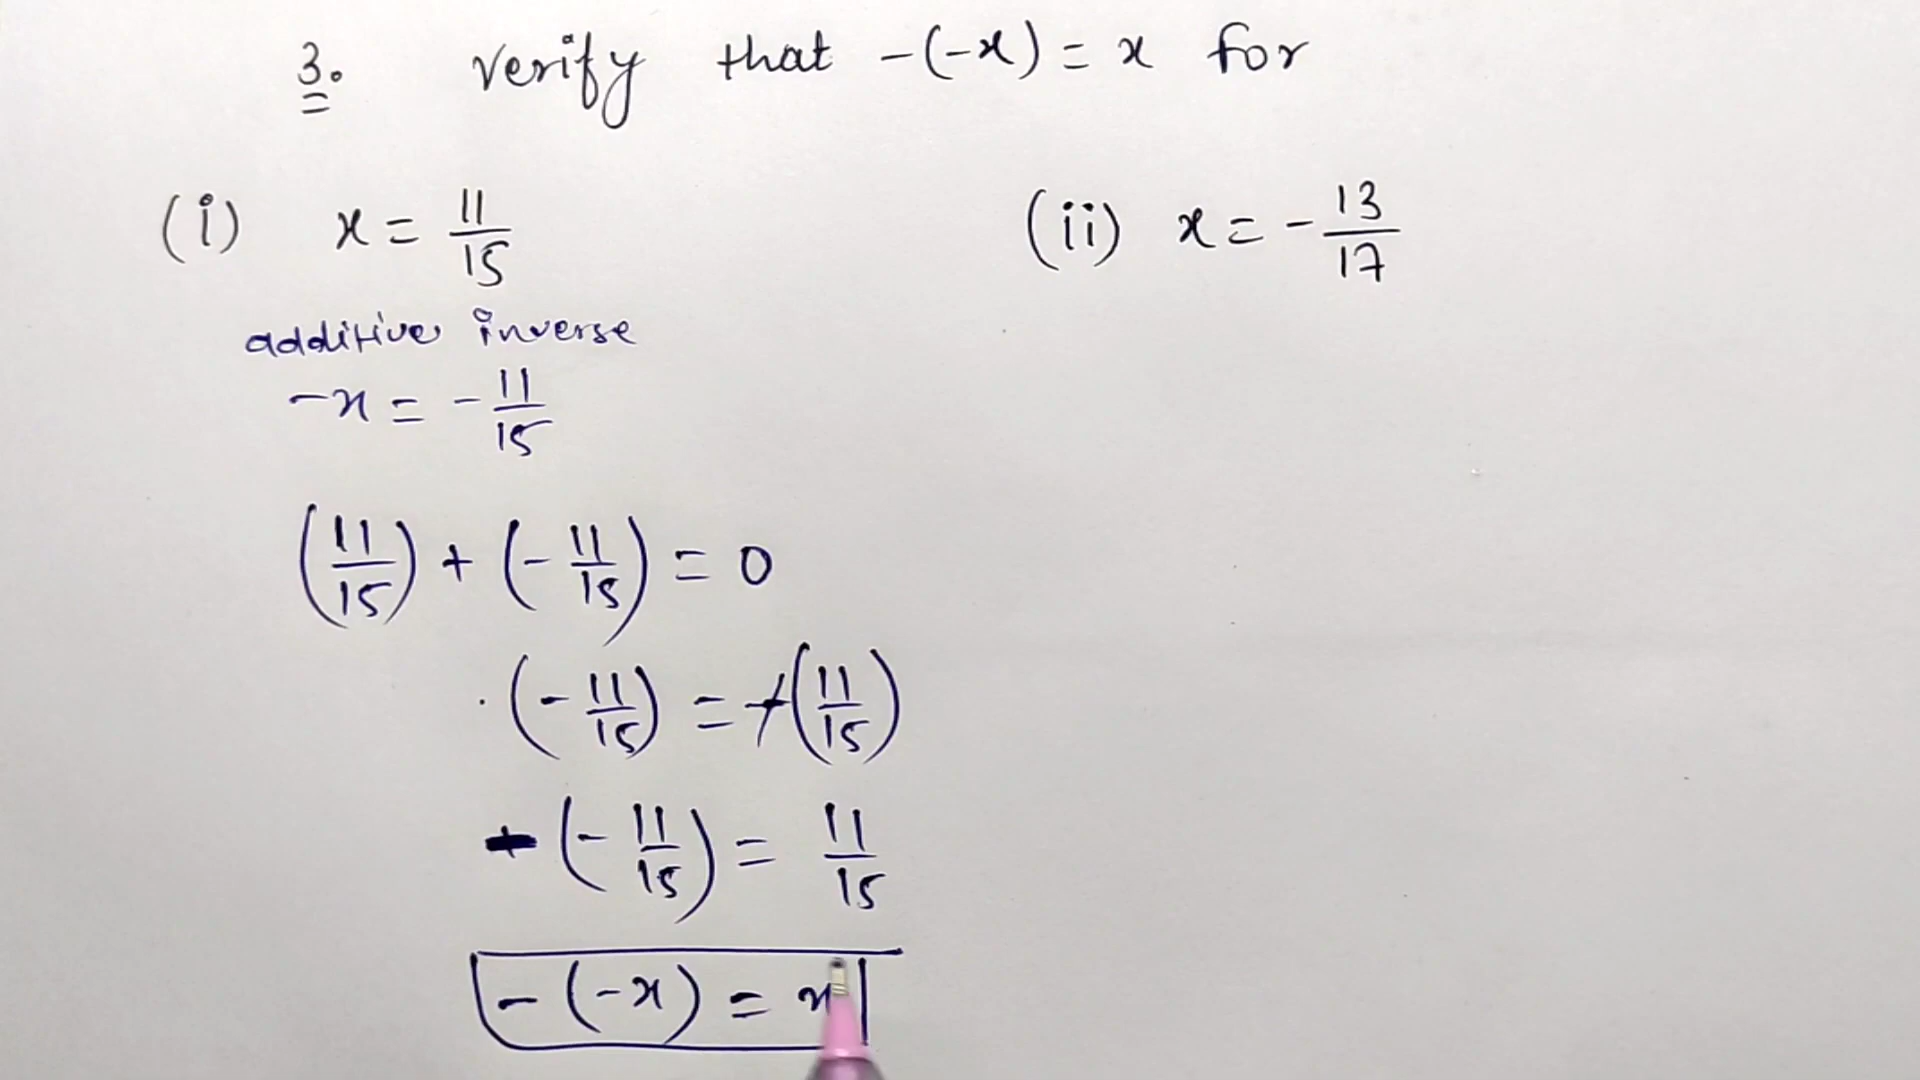 3. Verify that -(-x) = x for
(i) x = 11/15
(ii) x = -13/17
additive inverse
-x = -11/15
(11/15) + (-11/15) = 0
(-11/15) = -(11/15)
-(-11/15) = 11/15
-(-x) = x